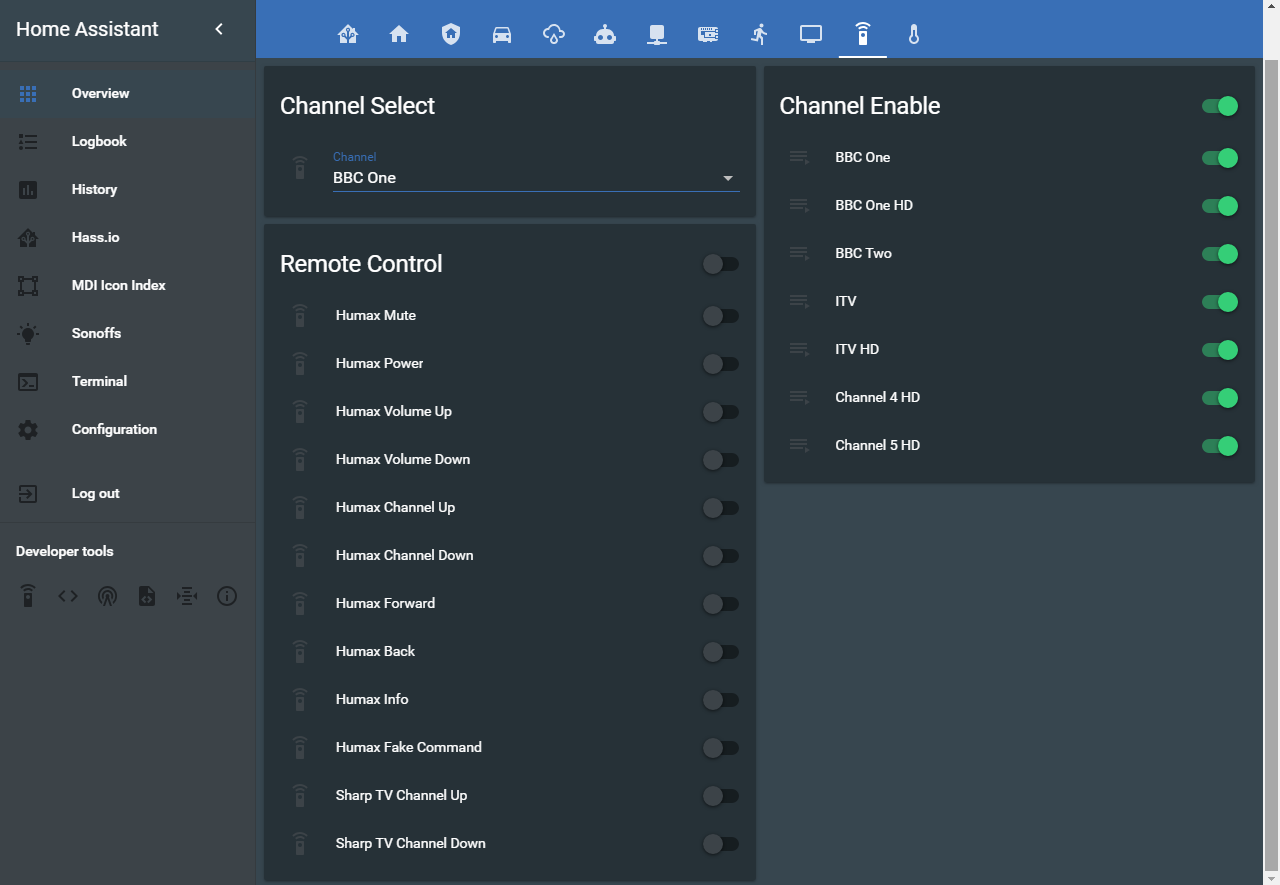 Home Assistant
Overview
Logbook
History
Hass.io
MDI Icon Index
Sonoffs
Terminal
Configuration
Log out
Developer tools
Channel Select
Channel
BBC One
Remote Control
Humax Mute
Humax Power
Humax Volume Up
Humax Volume Down
Humax Channel Up
Humax Channel Down
Humax Forward
Humax Back
Humax Info
Humax Fake Command
Sharp TV Channel Up
Sharp TV Channel Down
Channel Enable
BBC One
BBC One HD
BBC Two
ITV
ITV HD
Channel 4 HD
Channel 5 HD